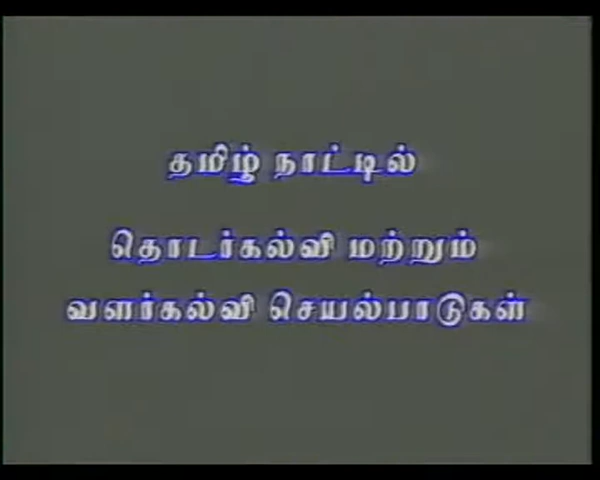 தமிழ் நாட்டில்
தொடர்கல்வி மற்றும்
வளர்கல்வி செயல்பாடுகள்